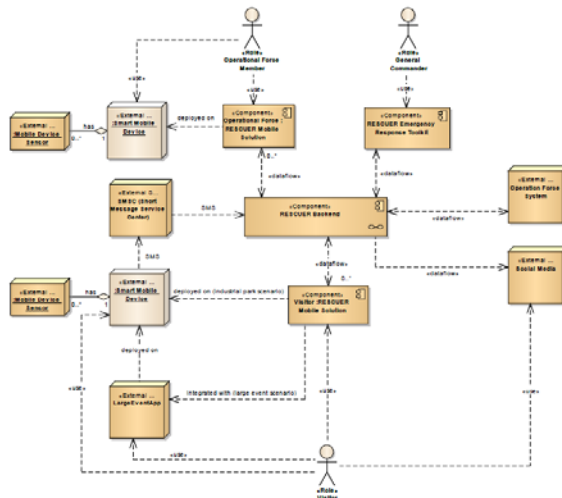 «Role»
Operational Force
Member
«Role»
General
Commander
«use»
«use»
«use»
«External ...
:Mobile Device
Sensor
has
0..*
1
«External ...
:Smart Mobile
Device
deployed on
«Component»
Operational Force :
RESCUER Mobile
Solution
«Component»
RESCUER Emergency
Response Toolkit
0..*
«dataflow»
«dataflow»
«External S...
SMSC (Short
Message Service
Center)
SMS
«Component»
RESCUER Backend
«External ...
Operation Force
System
«dataflow»
SMS
«dataflow»
«dataflow»
0..*
«External ...
Social Media
«External ...
:Mobile Device
Sensor
has
0..*
1
«External ...
:Smart Mobile
Device
deployed on (industrial park scenario)
«Component»
Visitor :RESCUER
Mobile Solution
deployed on
«use»
integrated with (large event scenario)
«use»
«use»
«External ...
LargeEventApp
«use»
«Role»
Visitor